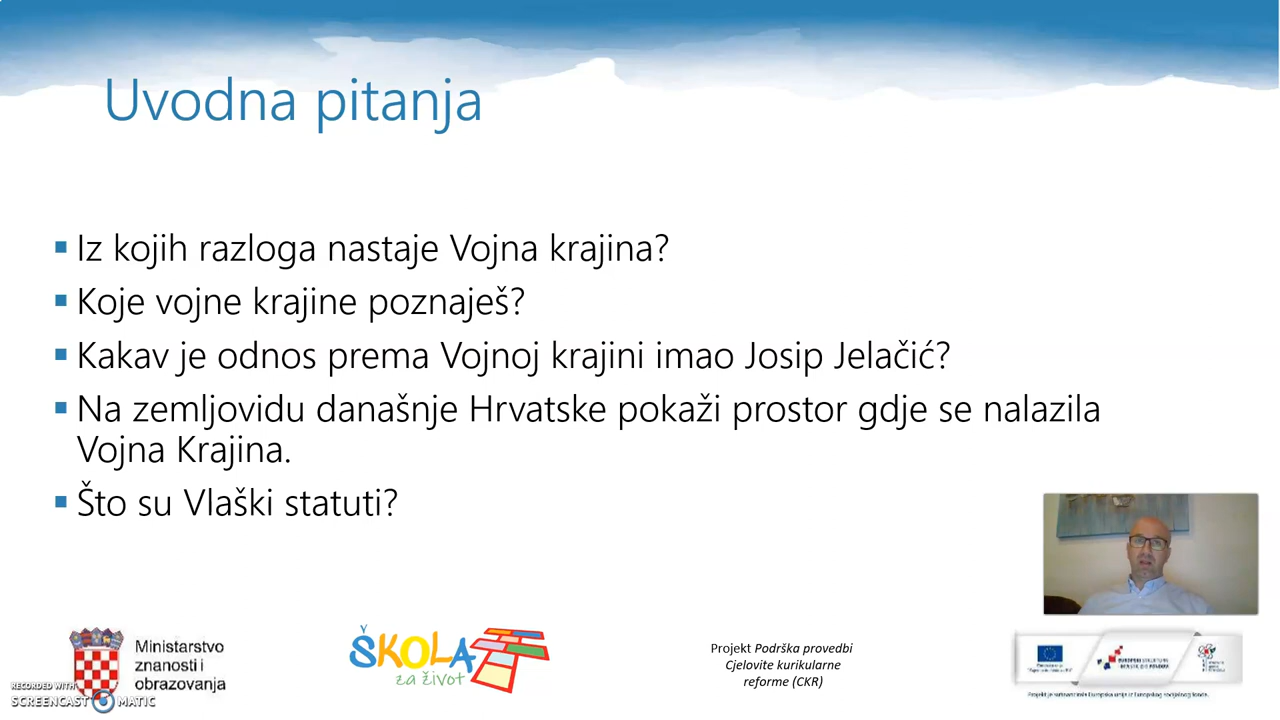 Uvodna pitanja
Iz kojih razloga nastaje Vojna krajina?
Koje vojne krajine poznaješ?
Kakav je odnos prema Vojnoj krajini imao Josip Jelačić?
Na zemljovidu današnje Hrvatske pokaži prostor gdje se nalazila
Vojna Krajina.
Što su Vlaški statuti?
Ministarstvo
znanosti i
obrazovanja
RECORDED WITH
SCREENCAST MATIC
ŠKOLA
za život
Projekt Podrška provedbi
Cjelovite kurikularne
reforme (CKR)